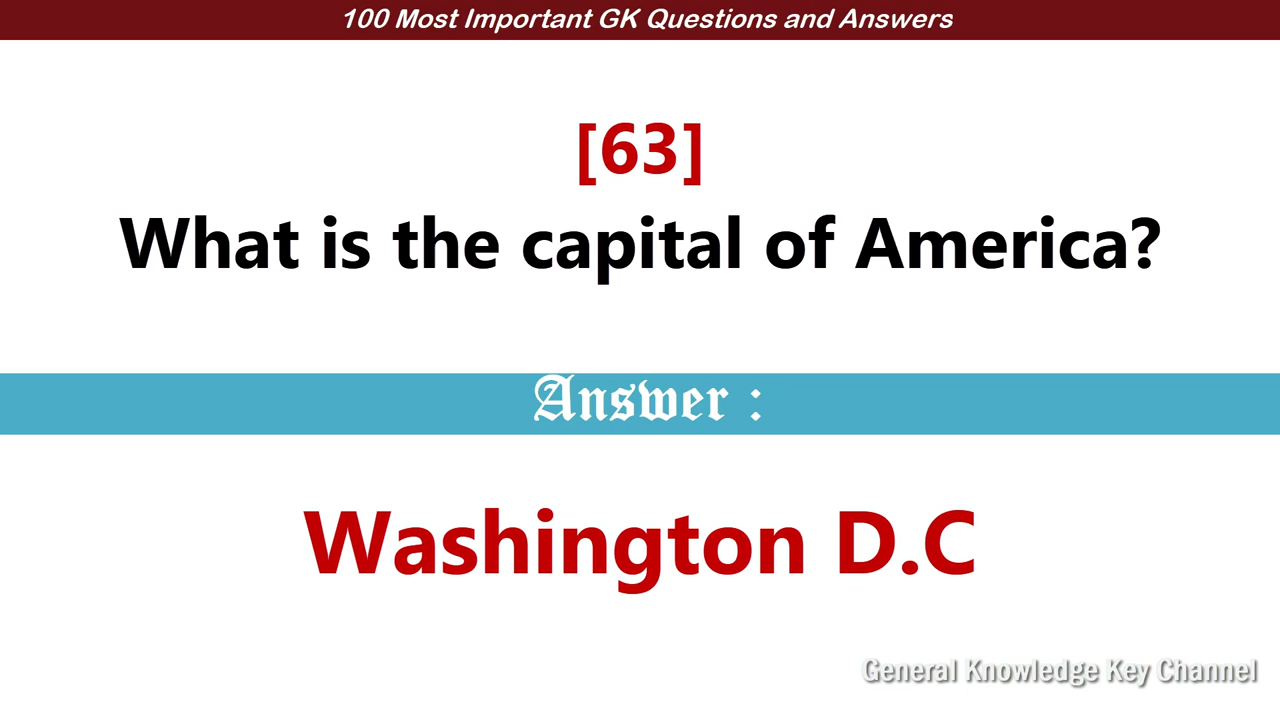 100 Most Important GK Questions and Answers
[63]
What is the capital of America?
Answer :
Washington D.C
General Knowledge Key Channel